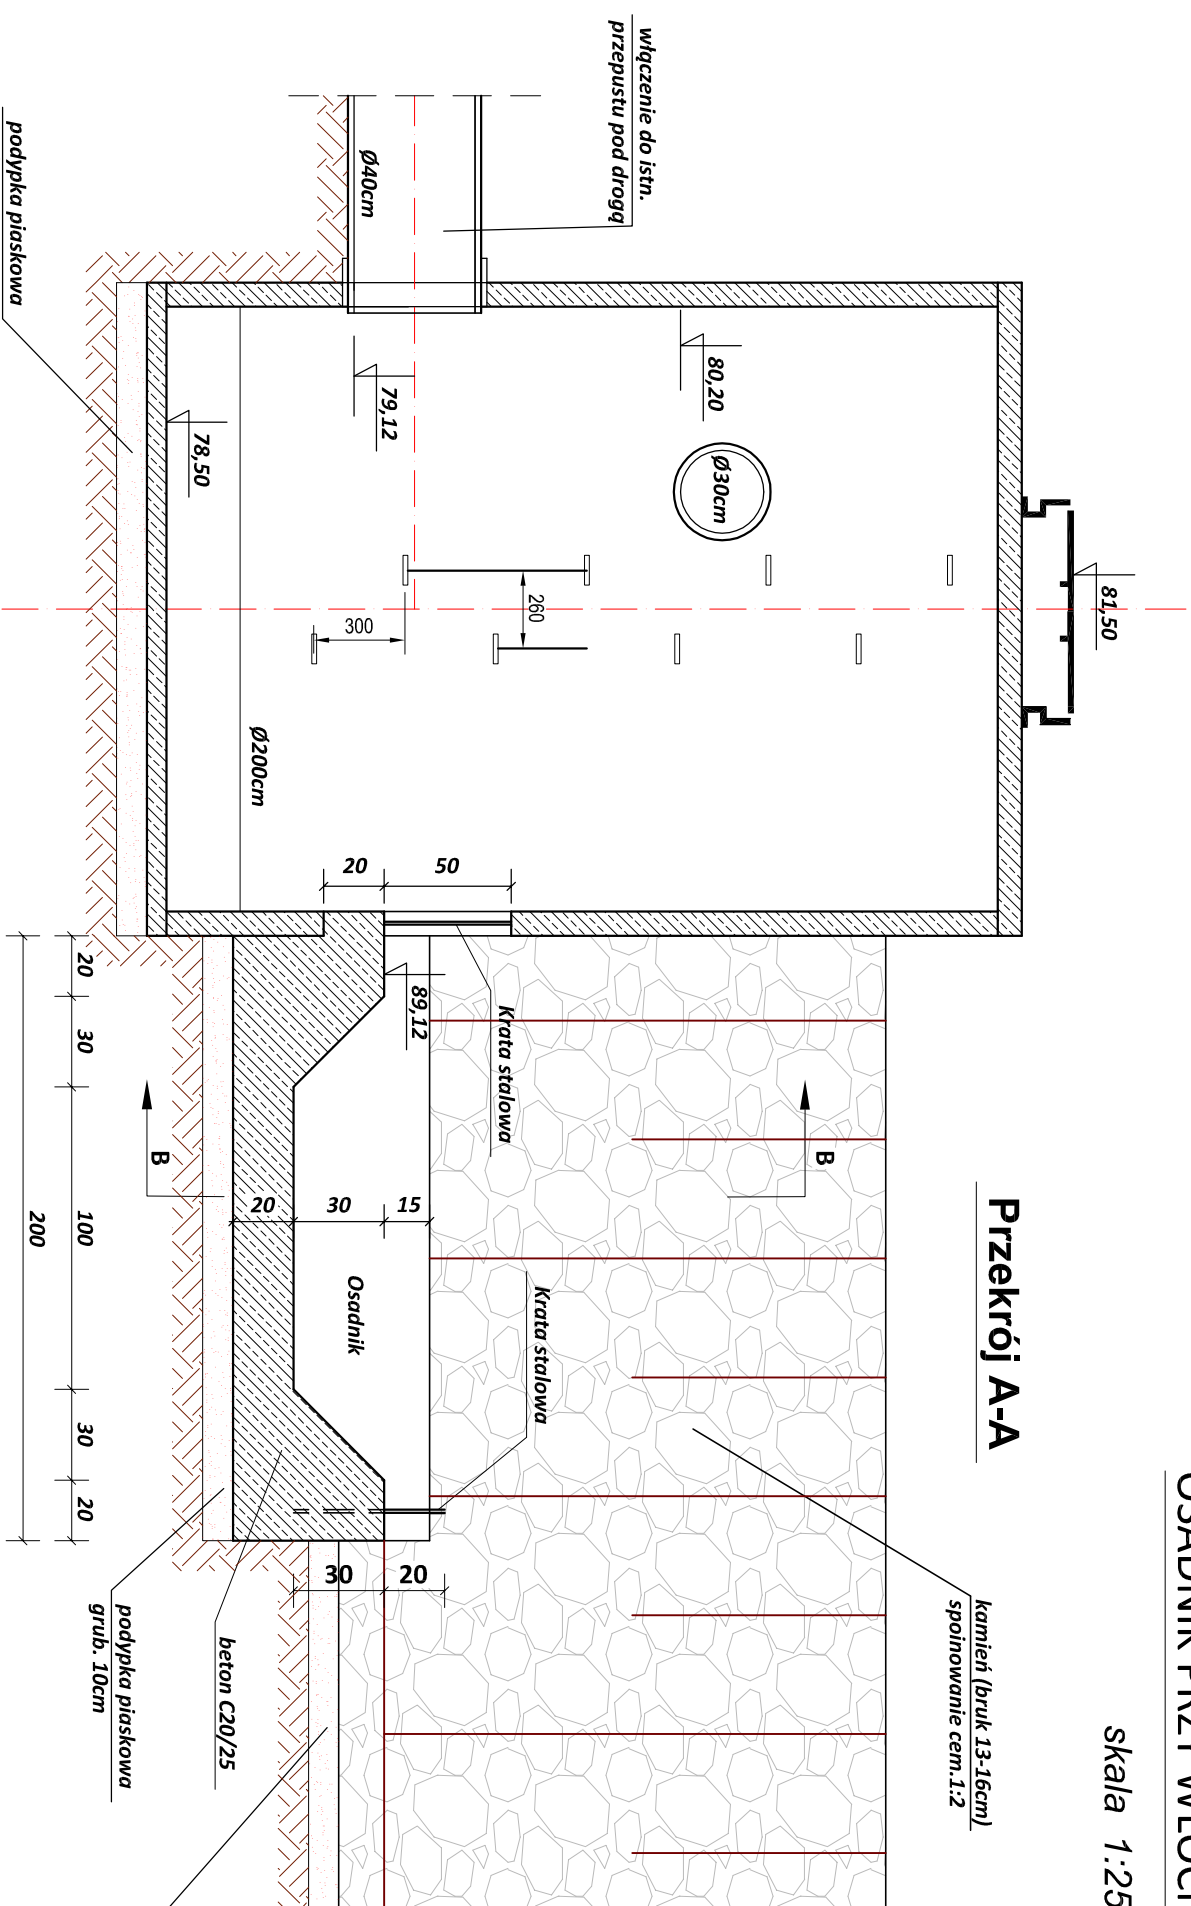 OSADNIK PRZY
skala 1:25
Przekrój A-A
włączenie do istn.
przepustu pod drogą
Ø40cm
80,20
79,12
78,50
Ø30cm
81,50
260
300
Ø200cm
podypka piaskowa
20
50
89,12
Krata stalowa
B
B
20
30
15
Osadnik
Krata stalowa
kamień (bruk 13-16cm)
spoinowanie cem.1:2
30
20
20
30
100
30
20
200
beton C20/25
podypka piaskowa
grub. 10cm